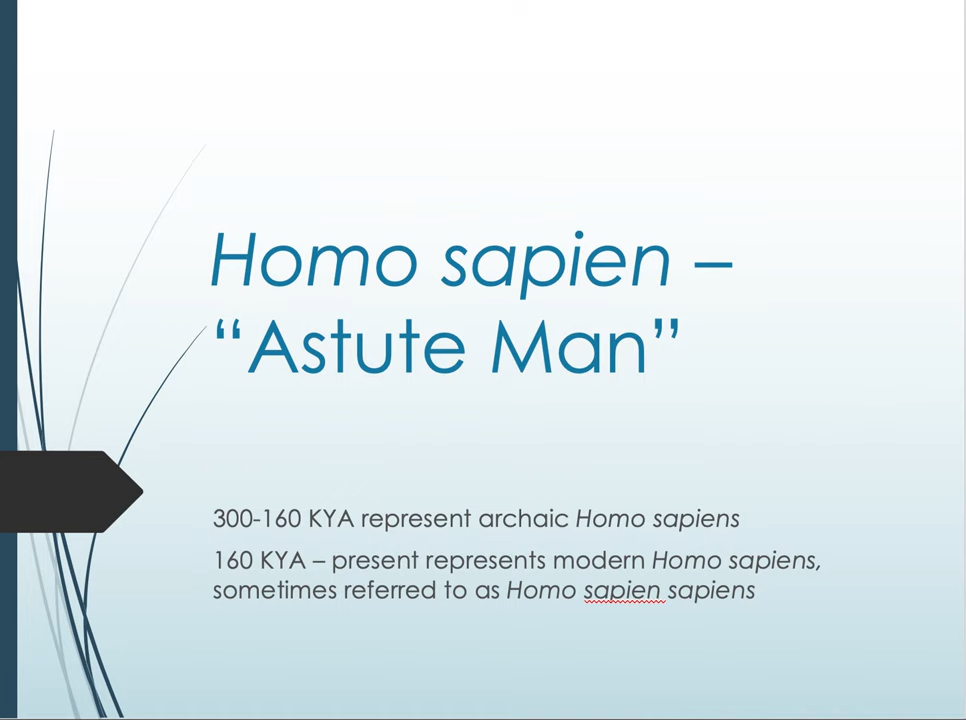 Homo sapien –
“Astute Man”
300-160 KYA represent archaic Homo sapiens
160 KYA – present represents modern Homo sapiens,
sometimes referred to as Homo sapien sapiens